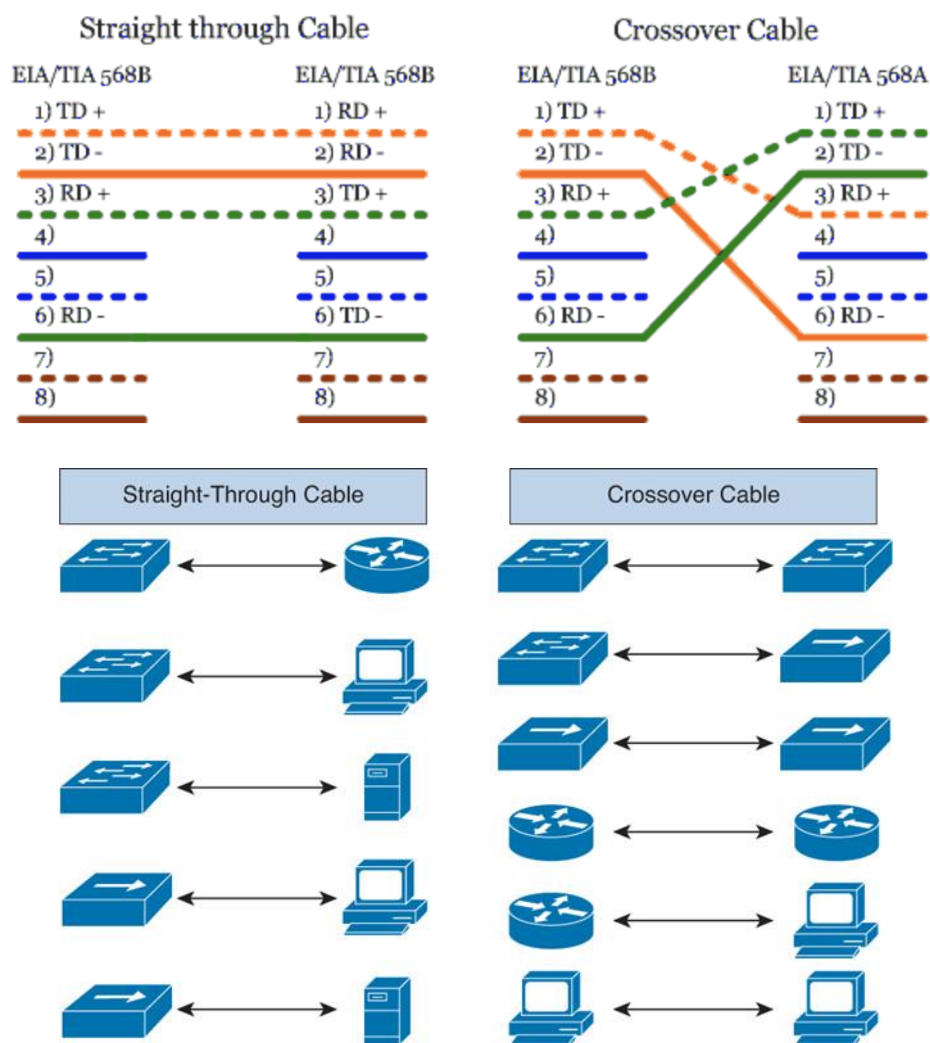 Straight through Cable
EIA/TIA 568B EIA/TIA 568B
1) TD + 1) RD +
2) TD - 2) RD -
3) RD + 3) TD +
4) 4)
5) 5)
6) RD - 6) TD -
7) 7)
8) 8)
Crossover Cable
EIA/TIA 568B EIA/TIA 568A
1) TD + 1) TD +
2) TD - 2) TD -
3) RD + 3) RD +
4) 4)
5) 5)
6) RD - 6) RD -
7) 7)
8) 8)
Straight-Through Cable
Crossover Cable